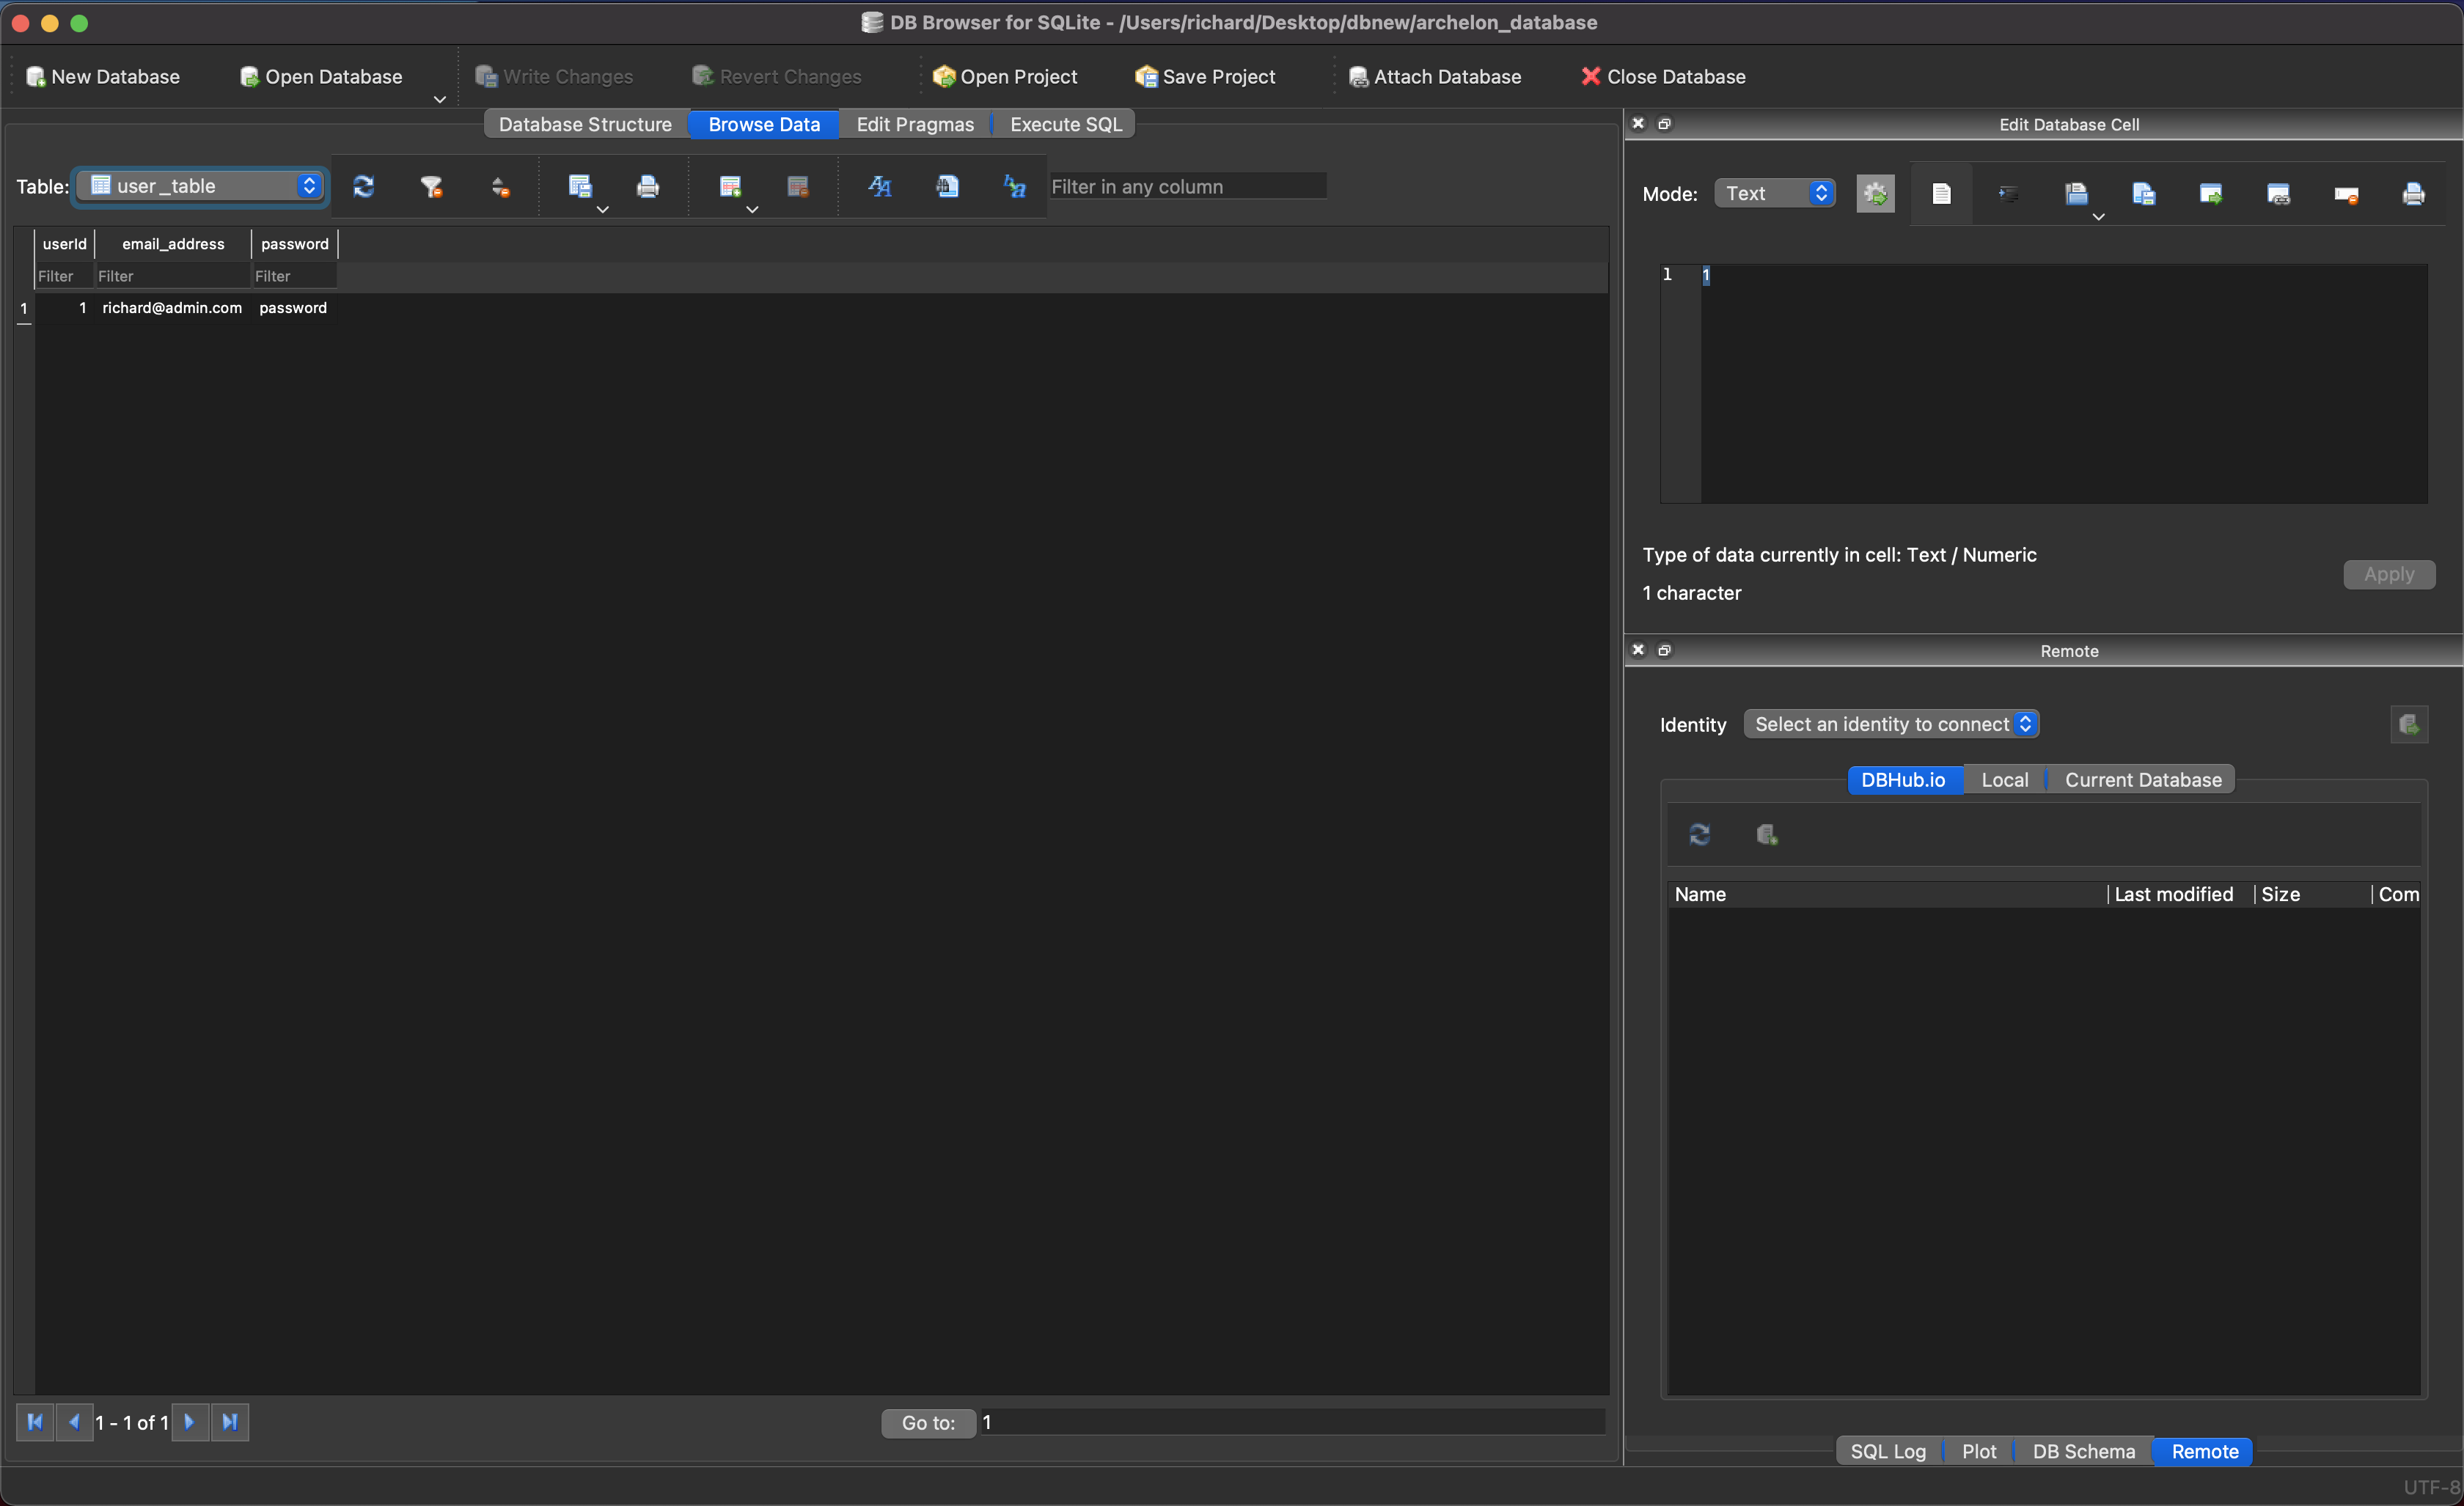 DB Browser for SQLite - /Users/richard/Desktop/dbnew/archelon_database
New Database Open Database Write Changes Revert Changes Open Project Save Project Attach Database Close Database
Database Structure Browse Data Edit Pragmas Execute SQL
Table: user_table Filter in any column
userId email_address password
Filter Filter Filter
1 1 richard@admin.com password
1 - 1 of 1 Go to: 1
Edit Database Cell
Mode: Text
1 1
Type of data currently in cell: Text / Numeric
1 character
Apply
Remote
Identity Select an identity to connect
DBHub.io Local Current Database
Name Last modified Size Com
SQL Log Plot DB Schema Remote
UTF-8